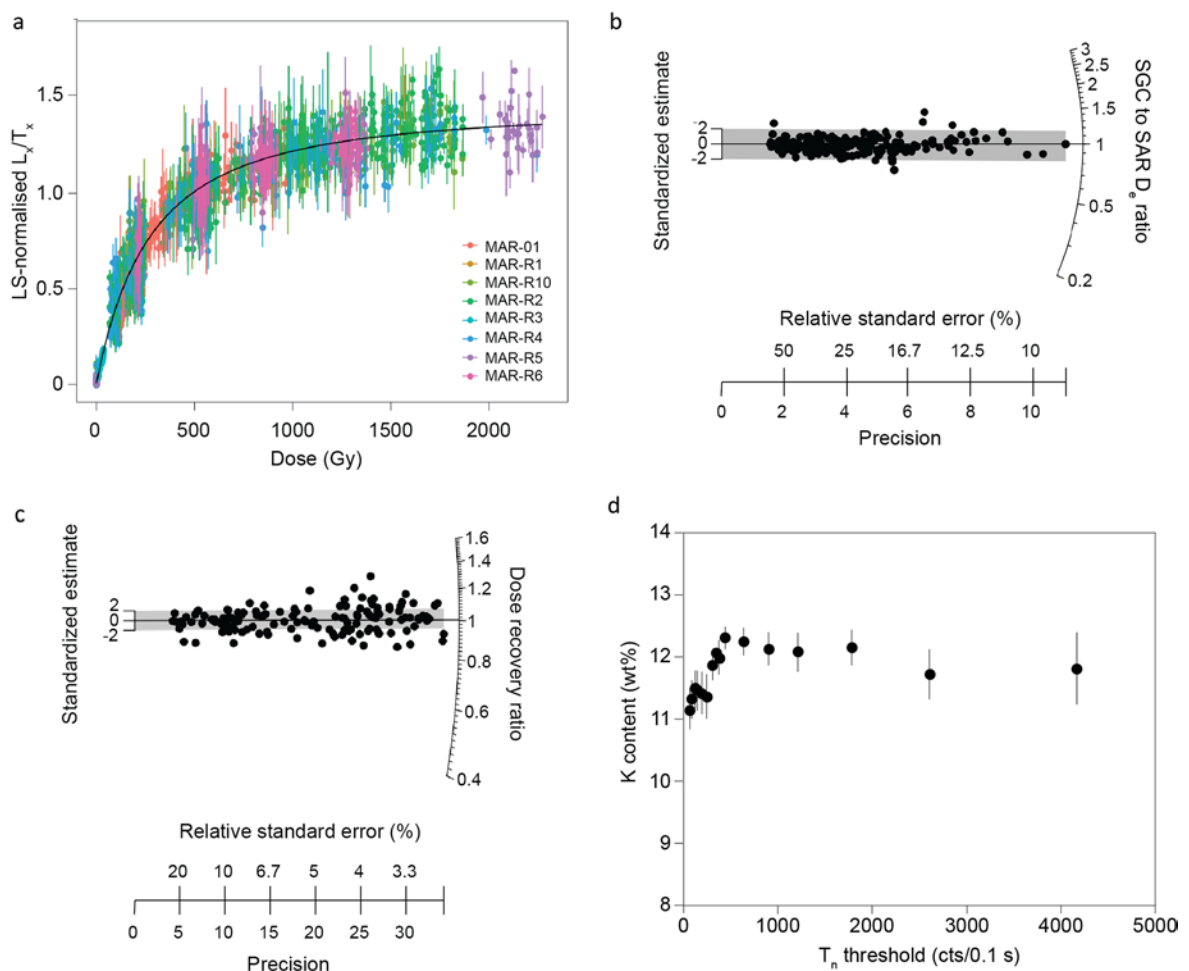 a
LS-normalised Lx/Tx
1.5
1.0
0.5
0
0 500 1000 1500 2000
Dose (Gy)
MAR-01
MAR-R1
MAR-R10
MAR-R2
MAR-R3
MAR-R4
MAR-R5
MAR-R6
b
Standardized estimate
2
0
-2
SGC to SAR De ratio
3
2.5
2
1.5
1
0.5
0.2
Relative standard error (%)
50 25 16.7 12.5 10
0 2 4 6 8 10
Precision
c
Standardized estimate
2
0
-2
Dose recovery ratio
1.6
1.4
1.2
1
0.8
0.6
0.4
Relative standard error (%)
20 10 6.7 5 4 3.3
0 5 10 15 20 25 30
Precision
d
K content (wt%)
14
13
12
11
10
9
8
0 1000 2000 3000 4000 5000
Tn threshold (cts/0.1 s)